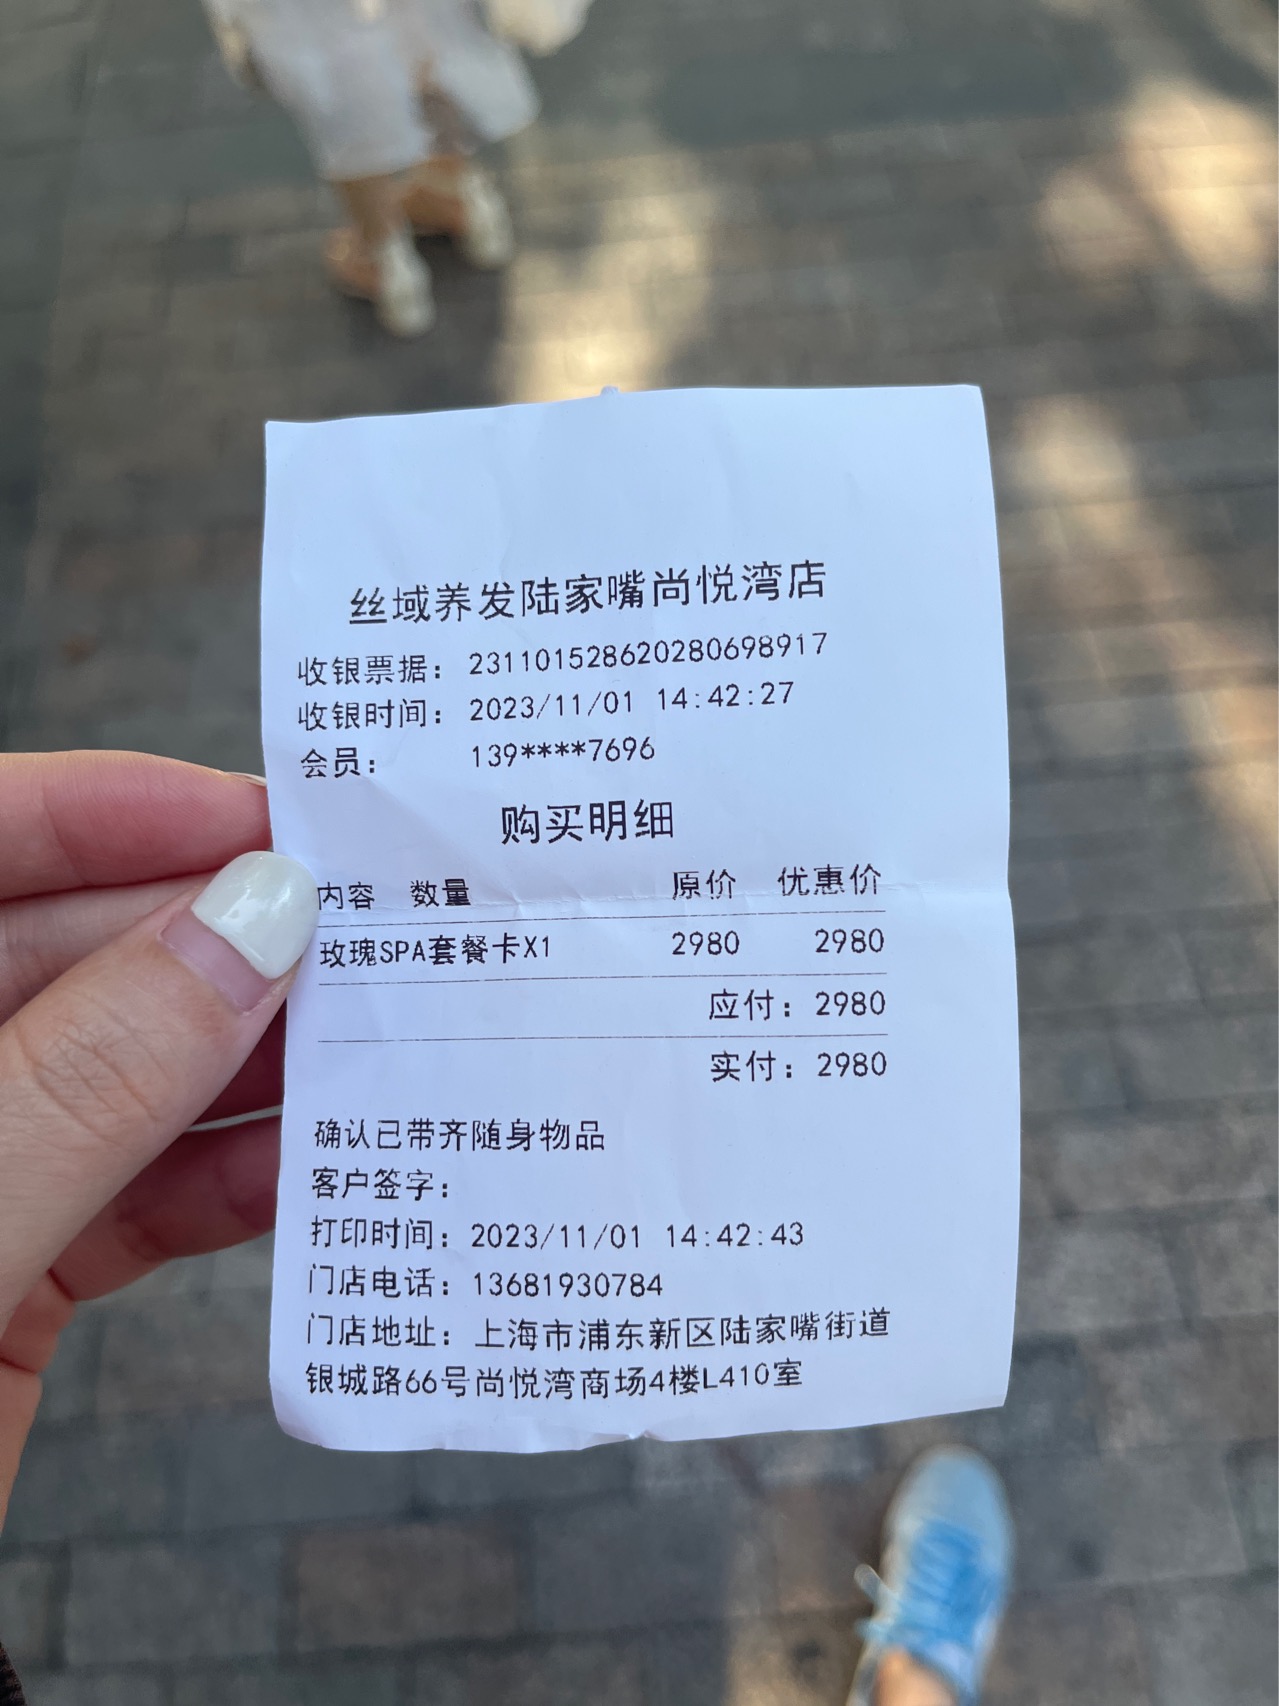 丝域养发陆家嘴尚悦湾店
收银票据： 231101528620280698917
收银时间： 2023/11/01 14:42:27
会员： 139****7696
购买明细
内容 数量 原价 优惠价
玫瑰SPA套餐卡X1 2980 2980
应付：2980
实付：2980
确认已带齐随身物品
客户签字：
打印时间：2023/11/01 14:42:43
门店电话：13681930784
门店地址：上海市浦东新区陆家嘴街道
银城路66号尚悦湾商场4楼L410室